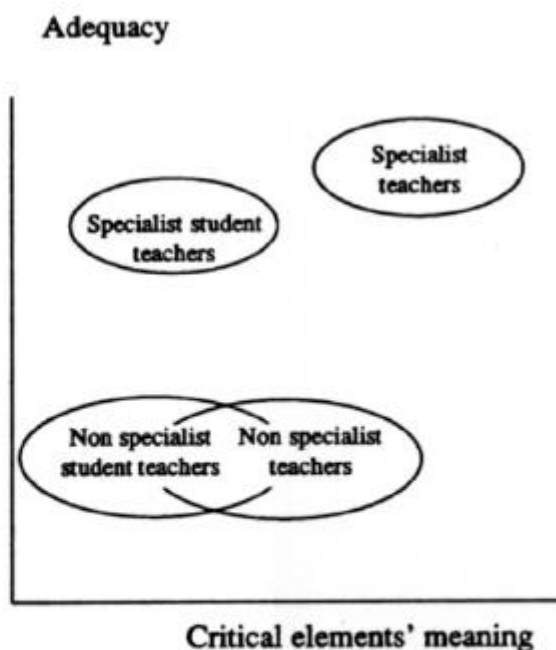 Adequacy
Specialist
teachers
Specialist student
teachers
Non specialist
student teachers
Non specialist
teachers
Critical elements' meaning